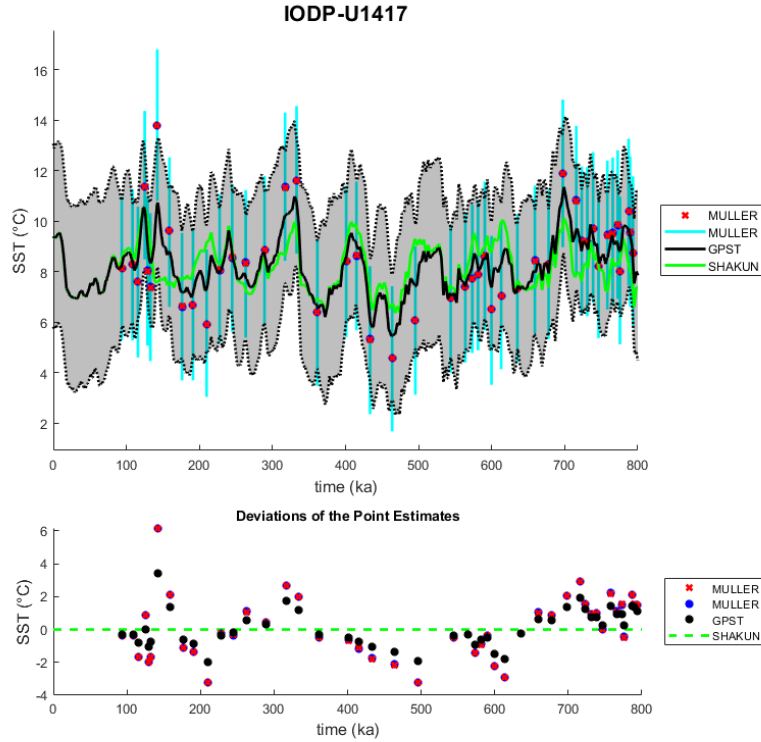 IODP-U1417
16
14
12
10
8
6
4
2
SST (°C)
0 100 200 300 400 500 600 700 800
time (ka)
MULLER
MULLER
GPST
SHAKUN
Deviations of the Point Estimates
6
4
2
0
-2
-4
SST (°C)
100 200 300 400 500 600 700 800
time (ka)
MULLER
MULLER
GPST
SHAKUN